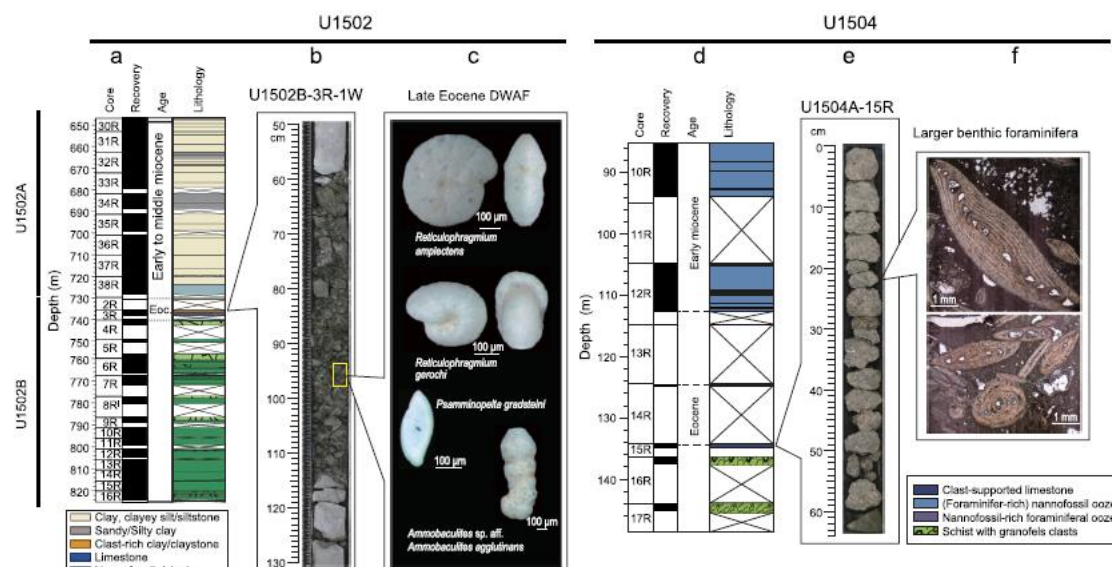 U1502
U1504
a
b
c
d
e
f
U1502A
U1502B
Depth (m)
Core
Recovery
Age
Lithology
650
660
670
680
690
700
710
720
730
740
750
760
770
780
790
800
810
820
30R
31R
32R
33R
34R
35R
36R
37R
38R
2R
3R
4R
5R
6R
7R
8R
9R
10R
11R
12R
13R
14R
15R
16R
Early to middle miocene
Eoc.
Clay, clayey silt/siltstone
Sandy/Silty clay
Clast-rich clay/claystone
Limestone
U1502B-3R-1W
50
cm
60
70
80
90
100
110
120
130
Late Eocene DWAF
100 µm
Reticulophragmium
amplectens
100 µm
Reticulophragmium
gerochi
Psamminopelta gradsteini
100 µm
100 µm
Ammobaculites sp. aff.
Ammobaculites agglutinans
Depth (m)
Core
Recovery
Age
Lithology
90
100
110
120
130
140
10R
11R
12R
13R
14R
15R
16R
17R
Early miocene
Eocene
U1504A-15R
cm
0
10
20
30
40
50
60
Larger benthic foraminifera
1 mm
1 mm
Clast-supported limestone
(Foraminifer-rich) nannofossil ooze
Nannofossil-rich foraminiferal ooze
Schist with granofels clasts